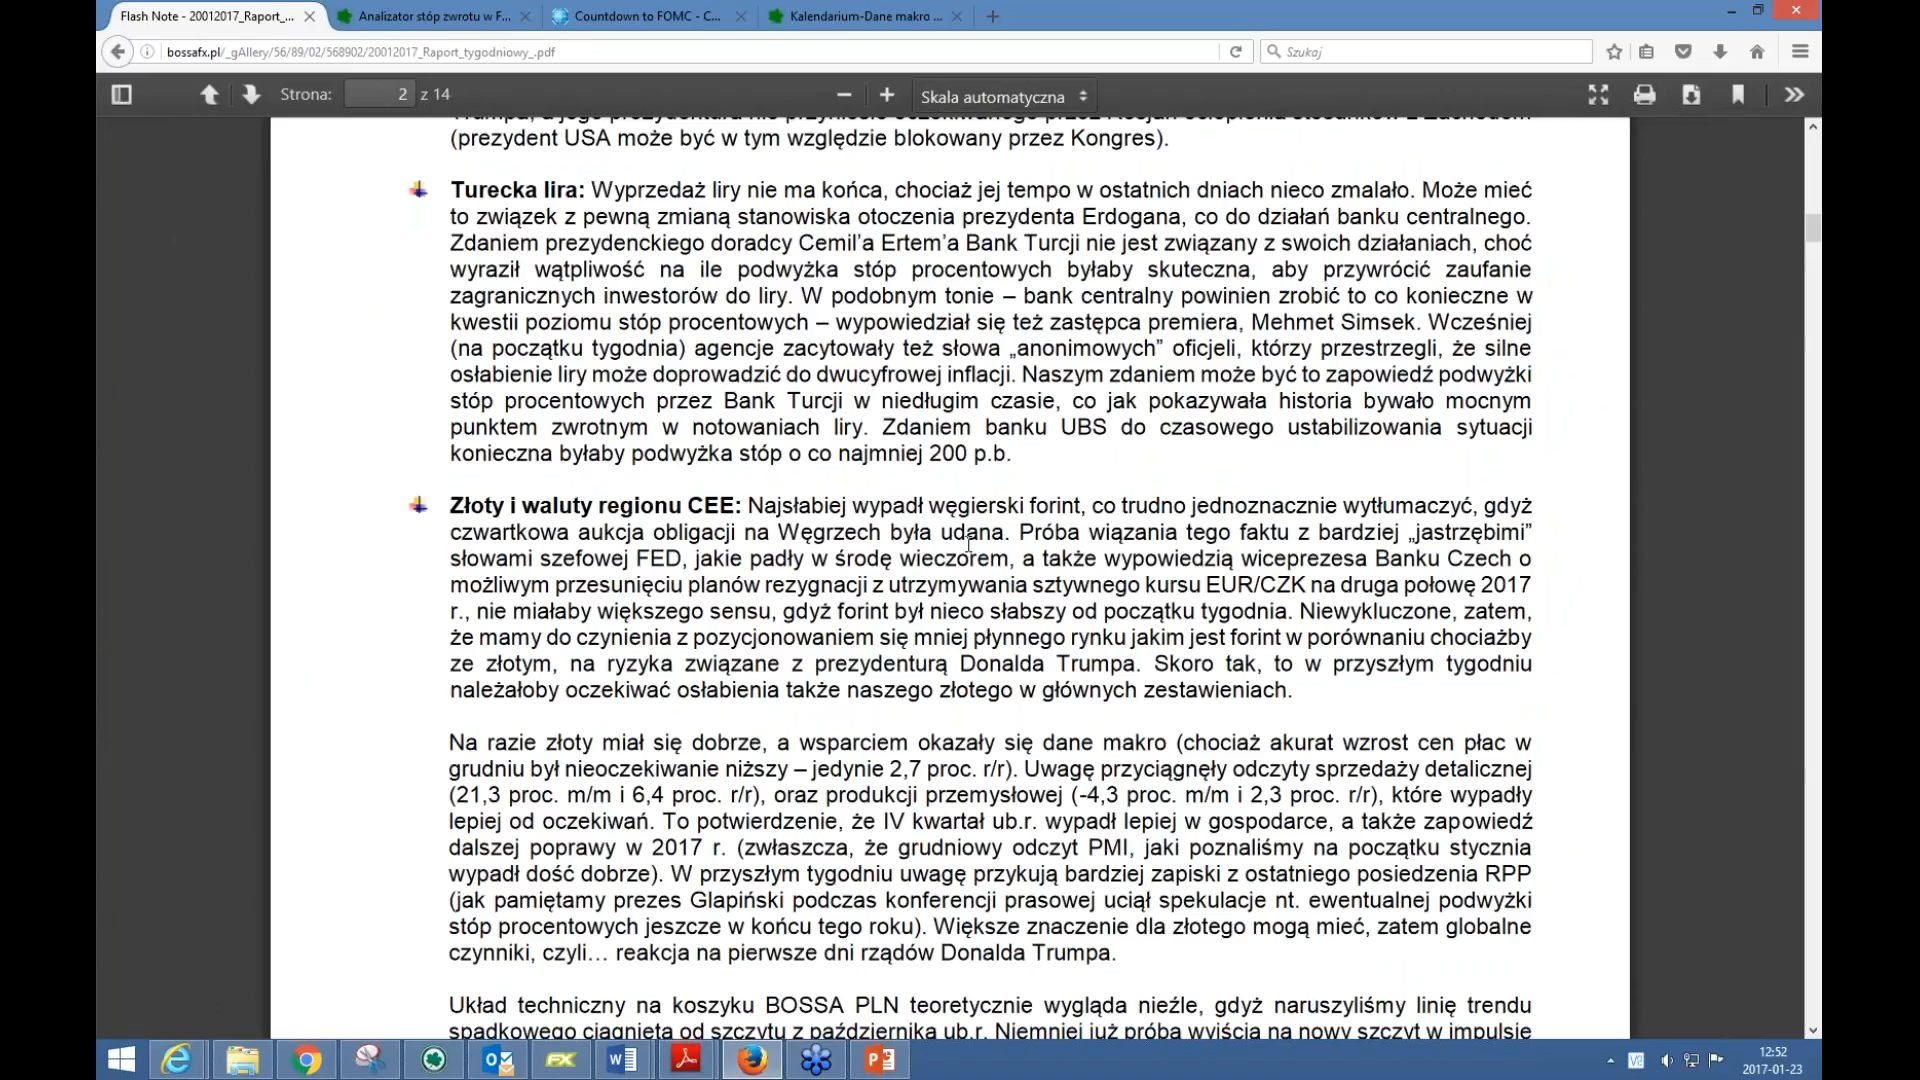 Flash Note - 20012017_Raport_...
Analizator stóp zwrotu w F...
Countdown to FOMC - C...
Kalendarium-Dane makro ...
bossafx.pl/_gAllery/56/89/02/568902/20012017_Raport_tygodniowy_.pdf
Szukaj
Strona: 2 z 14
Skala automatyczna
(prezydent USA może być w tym względzie blokowany przez Kongres).
Turecka lira: Wyprzedaż liry nie ma końca, chociaż jej tempo w ostatnich dniach nieco zmalało. Może mieć
to związek z pewną zmianą stanowiska otoczenia prezydenta Erdogana, co do działań banku centralnego.
Zdaniem prezydenckiego doradcy Cemil’a Ertem’a Bank Turcji nie jest związany z swoich działaniach, choć
wyraził wątpliwość na ile podwyżka stóp procentowych byłaby skuteczna, aby przywrócić zaufanie
zagranicznych inwestorów do liry. W podobnym tonie – bank centralny powinien zrobić to co konieczne w
kwestii poziomu stóp procentowych – wypowiedział się też zastępca premiera, Mehmet Simsek. Wcześniej
(na początku tygodnia) agencje zacytowały też słowa „anonimowych” oficjeli, którzy przestrzegli, że silne
osłabienie liry może doprowadzić do dwucyfrowej inflacji. Naszym zdaniem może być to zapowiedź podwyżki
stóp procentowych przez Bank Turcji w niedługim czasie, co jak pokazywała historia bywało mocnym
punktem zwrotnym w notowaniach liry. Zdaniem banku UBS do czasowego ustabilizowania sytuacji
konieczna byłaby podwyżka stóp o co najmniej 200 p.b.
Złoty i waluty regionu CEE: Najsłabiej wypadł węgierski forint, co trudno jednoznacznie wytłumaczyć, gdyż
czwartkowa aukcja obligacji na Węgrzech była udana. Próba wiązania tego faktu z bardziej „jastrzębimi”
słowami szefowej FED, jakie padły w środę wieczorem, a także wypowiedzią wiceprezesa Banku Czech o
możliwym przesunięciu planów rezygnacji z utrzymywania sztywnego kursu EUR/CZK na druga połowę 2017
r., nie miałaby większego sensu, gdyż forint był nieco słabszy od początku tygodnia. Niewykluczone, zatem,
że mamy do czynienia z pozycjonowaniem się mniej płynnego rynku jakim jest forint w porównaniu chociażby
ze złotym, na ryzyka związane z prezydenturą Donalda Trumpa. Skoro tak, to w przyszłym tygodniu
należałoby oczekiwać osłabienia także naszego złotego w głównych zestawieniach.
Na razie złoty miał się dobrze, a wsparciem okazały się dane makro (chociaż akurat wzrost cen płac w
grudniu był nieoczekiwanie niższy – jedynie 2,7 proc. r/r). Uwagę przyciągnęły odczyty sprzedaży detalicznej
(21,3 proc. m/m i 6,4 proc. r/r), oraz produkcji przemysłowej (-4,3 proc. m/m i 2,3 proc. r/r), które wypadły
lepiej od oczekiwań. To potwierdzenie, że IV kwartał ub.r. wypadł lepiej w gospodarce, a także zapowiedź
dalszej poprawy w 2017 r. (zwłaszcza, że grudniowy odczyt PMI, jaki poznaliśmy na początku stycznia
wypadł dość dobrze). W przyszłym tygodniu uwagę przykują bardziej zapiski z ostatniego posiedzenia RPP
(jak pamiętamy prezes Glapiński podczas konferencji prasowej uciął spekulacje nt. ewentualnej podwyżki
stóp procentowych jeszcze w końcu tego roku). Większe znaczenie dla złotego mogą mieć, zatem globalne
czynniki, czyli… reakcja na pierwsze dni rządów Donalda Trumpa.
Układ techniczny na koszyku BOSSA PLN teoretycznie wygląda nieźle, gdyż naruszyliśmy linię trendu
spadkowego ciągnięta od szczytu z października ub.r. Niemniej już próba wyjścia na nowy szczyt w impulsie
12:52
2017-01-23